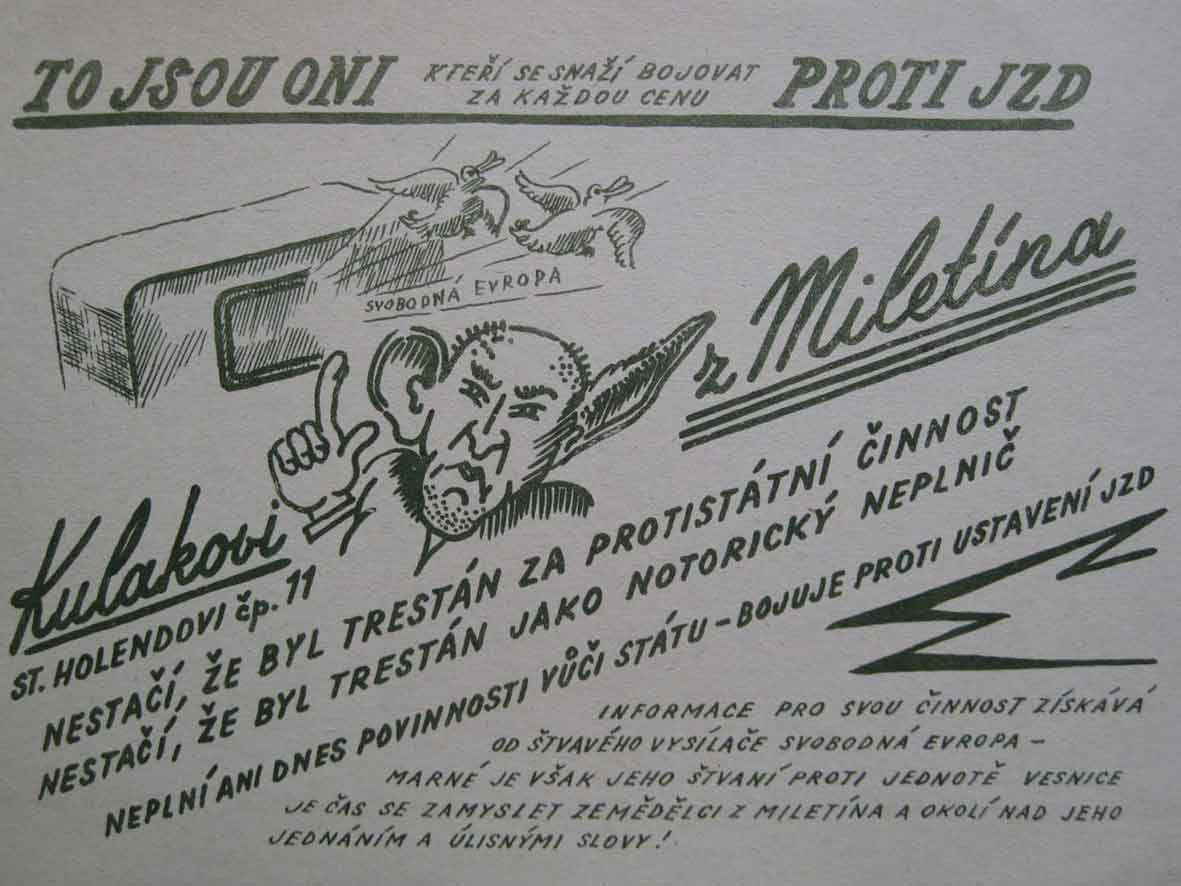 TO JSOU ONI KTEŘÍ SE SNAŽÍ BOJOVAT PROTI JZD
ZA KAŽDOU CENU
SVOBODNÁ EVROPA
z Miletína
Kulakovi
ST. HOLENDOVI čp. 11
NESTAČÍ, ŽE BYL TRESTÁN ZA PROTISTÁTNÍ ČINNOST
NESTAČÍ, ŽE BYL TRESTÁN JAKO NOTORICKÝ NEPLNIČ
NEPLNÍ ANI DNES POVINNOSTI VŮČI STÁTU – BOJUJE PROTI USTAVENÍ JZD
INFORMACE PRO SVOU ČINNOST ZÍSKÁVÁ
OD ŠTVAVÉHO VYSÍLAČE SVOBODNÁ EVROPA –
MARNÉ JE VŠAK JEHO ŠTVANÍ PROTI JEDNOTĚ VESNICE
JE ČAS SE ZAMYSLET ZEMĚDĚLCI Z MILETÍNA A OKOLÍ NAD JEHO
JEDNÁNÍM A ÚLISNÝMI SLOVY!